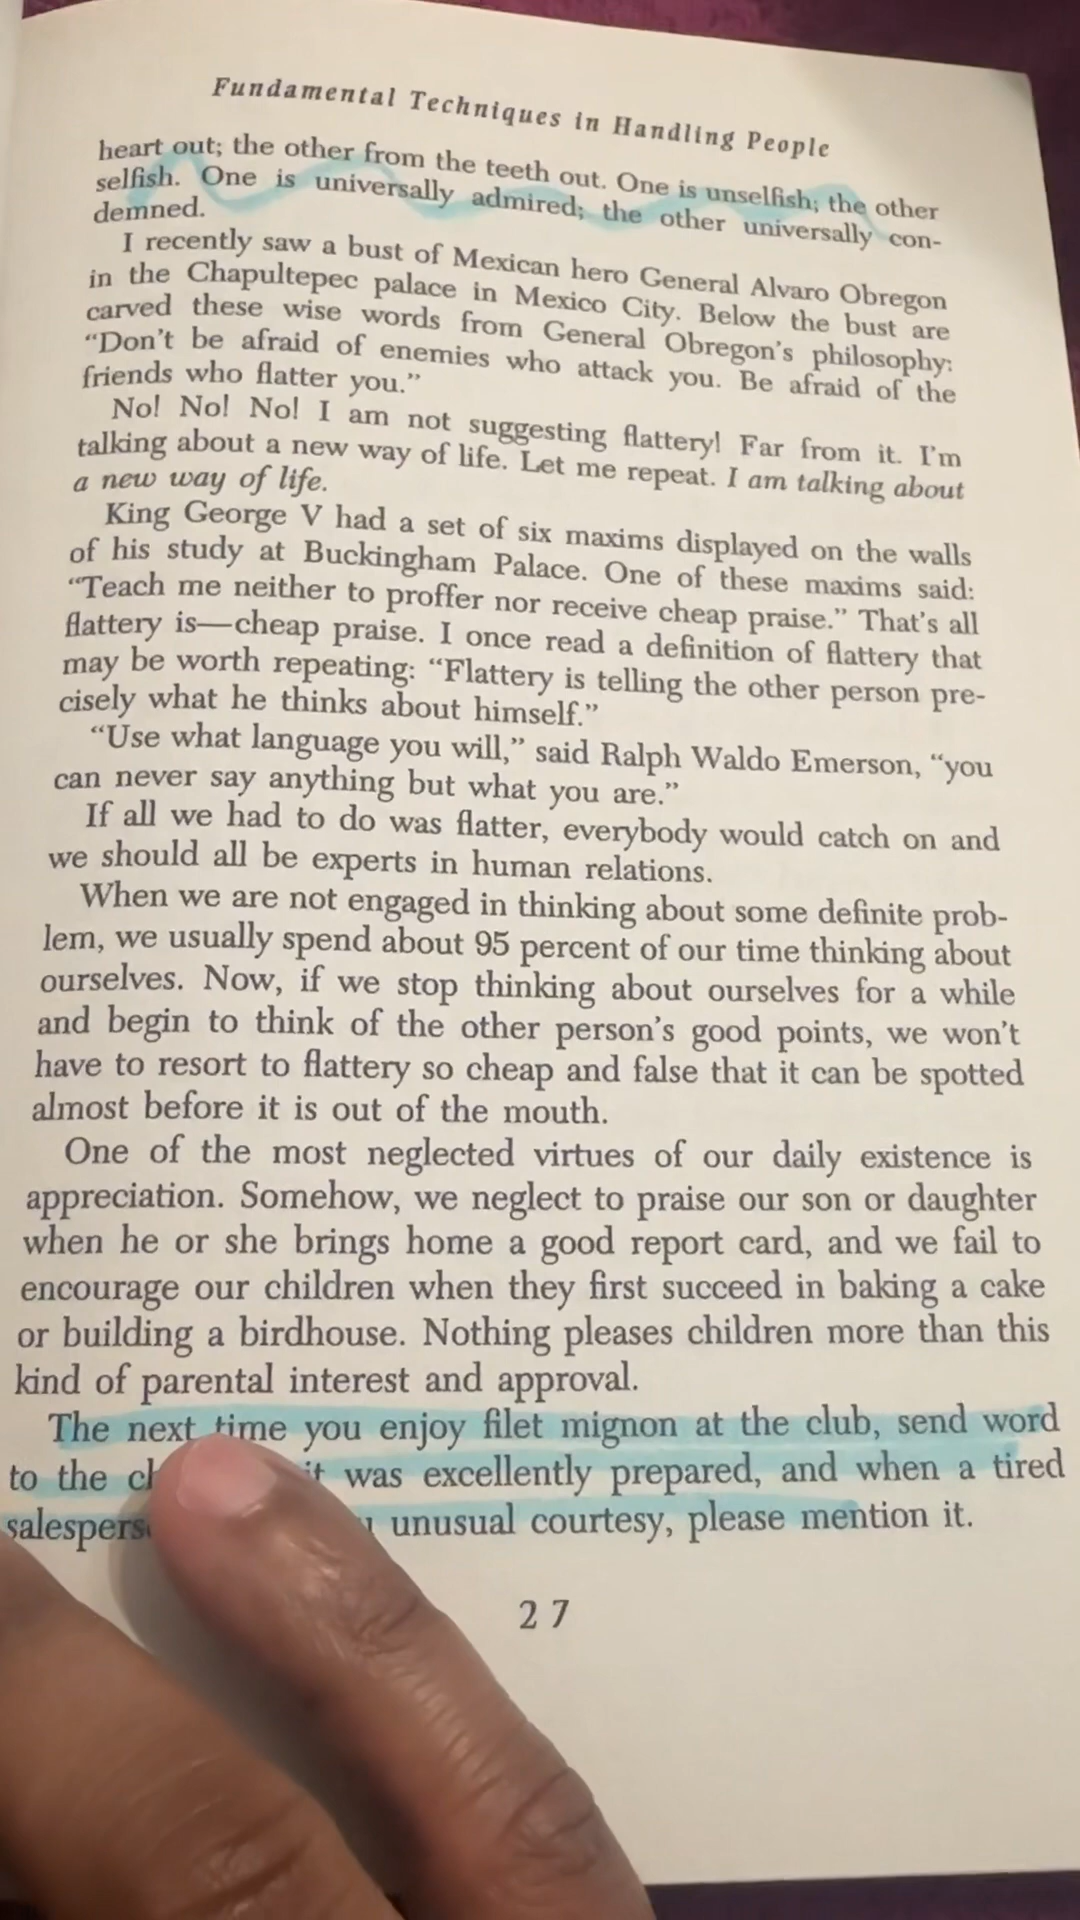 Fundamental Techniques in Handling People
heart out; the other from the teeth out. One is unselfish; the other
selfish. One is universally admired; the other universally con-
demned.
I recently saw a bust of Mexican hero General Alvaro Obregon
in the Chapultepec palace in Mexico City. Below the bust are
carved these wise words from General Obregon's philosophy:
“Don't be afraid of enemies who attack you. Be afraid of the
friends who flatter you.”
No! No! No! I am not suggesting flattery! Far from it. I'm
talking about a new way of life. Let me repeat. I am talking about
a new way of life.
King George V had a set of six maxims displayed on the walls
of his study at Buckingham Palace. One of these maxims said:
“Teach me neither to proffer nor receive cheap praise.” That's all
flattery is—cheap praise. I once read a definition of flattery that
may be worth repeating: “Flattery is telling the other person pre-
cisely what he thinks about himself.”
“Use what language you will,” said Ralph Waldo Emerson, “you
can never say anything but what you are.”
If all we had to do was flatter, everybody would catch on and
we should all be experts in human relations.
When we are not engaged in thinking about some definite prob-
lem, we usually spend about 95 percent of our time thinking about
ourselves. Now, if we stop thinking about ourselves for a while
and begin to think of the other person's good points, we won't
have to resort to flattery so cheap and false that it can be spotted
almost before it is out of the mouth.
One of the most neglected virtues of our daily existence is
appreciation. Somehow, we neglect to praise our son or daughter
when he or she brings home a good report card, and we fail to
encourage our children when they first succeed in baking a cake
or building a birdhouse. Nothing pleases children more than this
kind of parental interest and approval.
The next time you enjoy filet mignon at the club, send word
to the it was excellently prepared, and when a tired
unusual courtesy, please mention it.
27